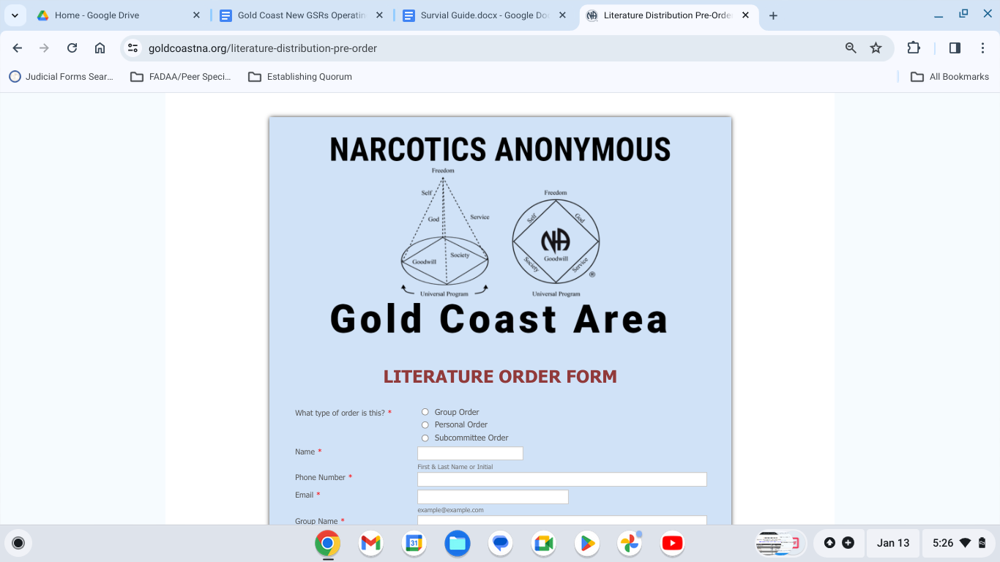 Home - Google Drive
Gold Coast New GSRs Operatin
Survial Guide.docx - Google Do
Literature Distribution Pre-Orde
goldcoastna.org/literature-distribution-pre-order
Judicial Forms Sear...
FADAA/Peer Speci...
Establishing Quorum
All Bookmarks
NARCOTICS ANONYMOUS
Freedom
Self
God
Service
Goodwill
Society
Universal Program
Freedom
Self
God
NA
Goodwill
Society
Service
®
Universal Program
Gold Coast Area
LITERATURE ORDER FORM
What type of order is this? *
Group Order
Personal Order
Subcommittee Order
Name *
First & Last Name or Initial
Phone Number *
Email *
example@example.com
Group Name *
31
Jan 13
5:26